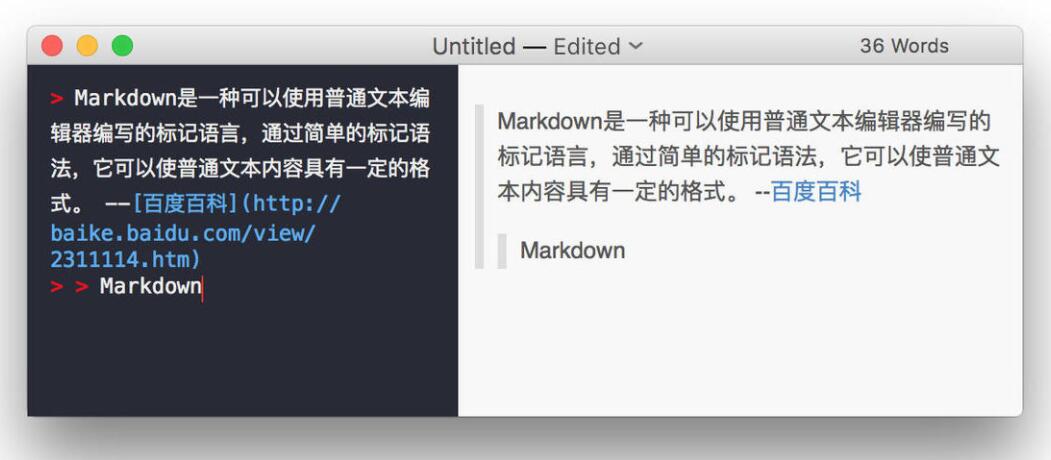 Untitled — Edited
36 Words
> Markdown是一种可以使用普通文本编
辑器编写的标记语言，通过简单的标记语
法，它可以使普通文本内容具有一定的格
式。 --[百度百科](http://
baike.baidu.com/view/
2311114.htm)
> > Markdown
Markdown是一种可以使用普通文本编辑器编写的
标记语言，通过简单的标记语法，它可以使普通文
本内容具有一定的格式。 --百度百科
Markdown